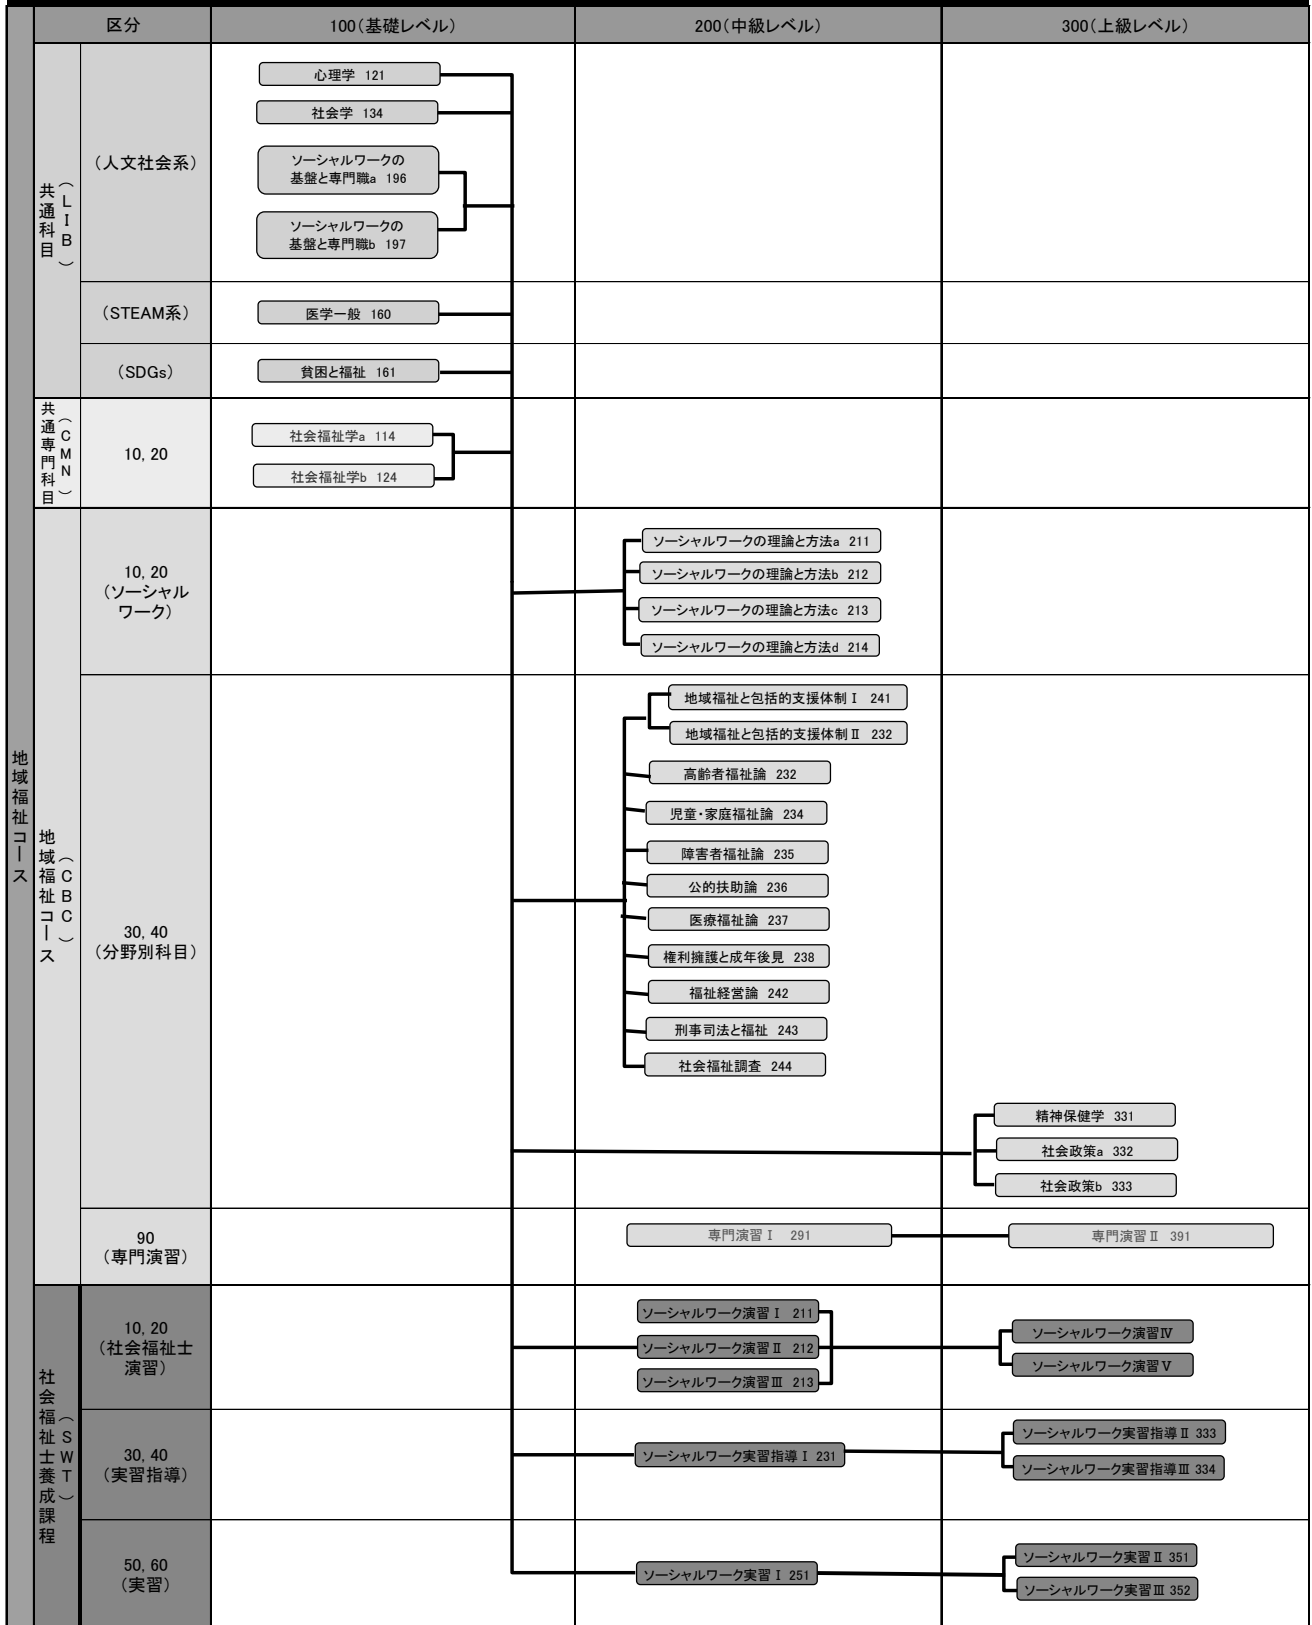 区分
100(基礎レベル)
200(中級レベル)
300(上級レベル)
地域福祉コース
共通科目
(LIB)
(人文社会系)
心理学 121
社会学 134
ソーシャルワークの
基盤と専門職a 196
ソーシャルワークの
基盤と専門職b 197
(STEAM系)
医学一般 160
(SDGs)
貧困と福祉 161
共通専門科目
(CMN)
10, 20
社会福祉学a 114
社会福祉学b 124
地域福祉コース
(CBC)
10, 20
(ソーシャル
ワーク)
ソーシャルワークの理論と方法a 211
ソーシャルワークの理論と方法b 212
ソーシャルワークの理論と方法c 213
ソーシャルワークの理論と方法d 214
30, 40
(分野別科目)
地域福祉と包括的支援体制Ⅰ 241
地域福祉と包括的支援体制Ⅱ 232
高齢者福祉論 232
児童・家庭福祉論 234
障害者福祉論 235
公的扶助論 236
医療福祉論 237
権利擁護と成年後見 238
福祉経営論 242
刑事司法と福祉 243
社会福祉調査 244
精神保健学 331
社会政策a 332
社会政策b 333
90
(専門演習)
専門演習Ⅰ 291
専門演習Ⅱ 391
社会福祉士養成課程
(SWT)
10, 20
(社会福祉士
演習)
ソーシャルワーク演習Ⅰ 211
ソーシャルワーク演習Ⅱ 212
ソーシャルワーク演習Ⅲ 213
ソーシャルワーク演習Ⅳ
ソーシャルワーク演習Ⅴ
30, 40
(実習指導)
ソーシャルワーク実習指導Ⅰ 231
ソーシャルワーク実習指導Ⅱ 333
ソーシャルワーク実習指導Ⅲ 334
50, 60
(実習)
ソーシャルワーク実習Ⅰ 251
ソーシャルワーク実習Ⅱ 351
ソーシャルワーク実習Ⅲ 352